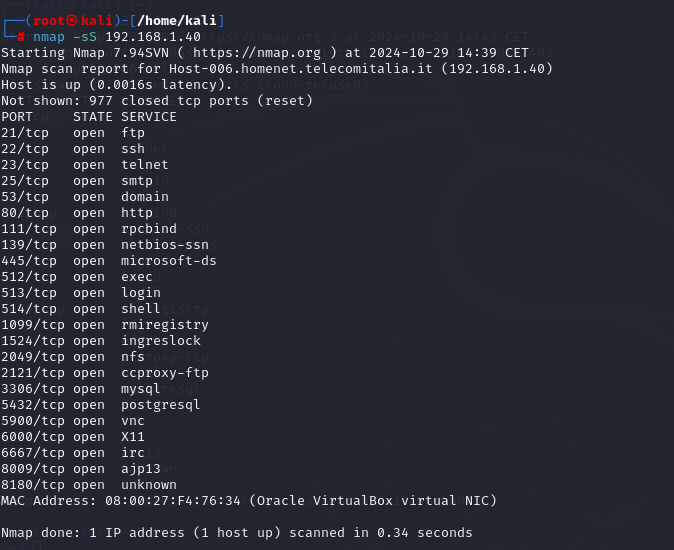 ┌──(root㉿kali)-[/home/kali]
└─# nmap -sS 192.168.1.40
Starting Nmap 7.94SVN ( https://nmap.org ) at 2024-10-29 14:39 CET
Nmap scan report for Host-006.homenet.telecomitalia.it (192.168.1.40)
Host is up (0.0016s latency).
Not shown: 977 closed tcp ports (reset)
PORT     STATE SERVICE
21/tcp   open  ftp
22/tcp   open  ssh
23/tcp   open  telnet
25/tcp   open  smtp
53/tcp   open  domain
80/tcp   open  http
111/tcp  open  rpcbind
139/tcp  open  netbios-ssn
445/tcp  open  microsoft-ds
512/tcp  open  exec
513/tcp  open  login
514/tcp  open  shell
1099/tcp open  rmiregistry
1524/tcp open  ingreslock
2049/tcp open  nfs
2121/tcp open  ccproxy-ftp
3306/tcp open  mysql
5432/tcp open  postgresql
5900/tcp open  vnc
6000/tcp open  X11
6667/tcp open  irc
8009/tcp open  ajp13
8180/tcp open  unknown
MAC Address: 08:00:27:F4:76:34 (Oracle VirtualBox virtual NIC)
Nmap done: 1 IP address (1 host up) scanned in 0.34 seconds